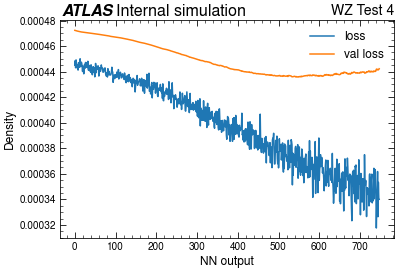 ATLAS Internal simulation
WZ Test 4
loss
val loss
Density
0.00048
0.00046
0.00044
0.00042
0.00040
0.00038
0.00036
0.00034
0.00032
0 100 200 300 400 500 600 700
NN output